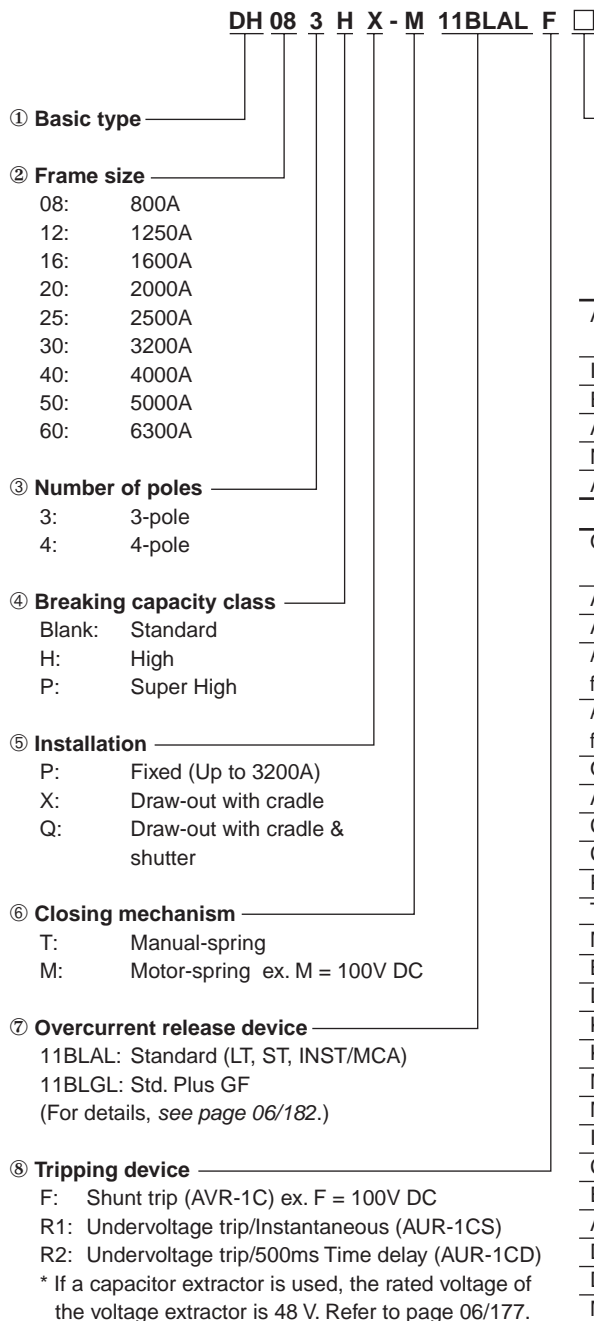 DH 08 3 H X - M 11BLAL F □
① Basic type
② Frame size
08: 800A
12: 1250A
16: 1600A
20: 2000A
25: 2500A
30: 3200A
40: 4000A
50: 5000A
60: 6300A
③ Number of poles
3: 3-pole
4: 4-pole
④ Breaking capacity class
Blank: Standard
H: High
P: Super High
⑤ Installation
P: Fixed (Up to 3200A)
X: Draw-out with cradle
Q: Draw-out with cradle &
shutter
⑥ Closing mechanism
T: Manual-spring
M: Motor-spring ex. M = 100V DC
⑦ Overcurrent release device
11BLAL: Standard (LT, ST, INST/MCA)
11BLGL: Std. Plus GF
(For details, see page 06/182.)
⑧ Tripping device
F: Shunt trip (AVR-1C) ex. F = 100V DC
R1: Undervoltage trip/Instantaneous (AUR-1CS)
R2: Undervoltage trip/500ms Time delay (AUR-1CD)
* If a capacitor extractor is used, the rated voltage of
the voltage extractor is 48 V. Refer to page 06/177.